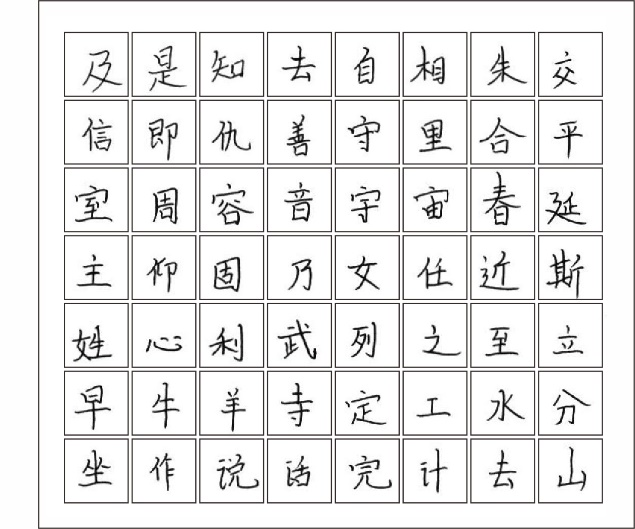 及是知去自相朱交
信即仇善守里合平
室周容音宇宙春延
主仰固乃女任近斯
姓心利武列之至立
早牛羊寺定工水分
坐作说话完计去山